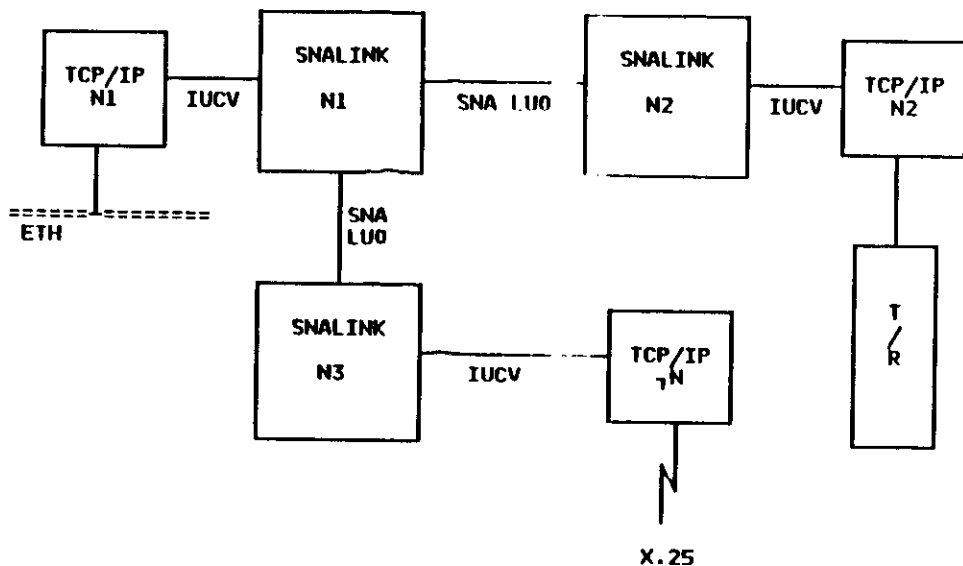 TCP/IP
N1
IUCV
SNALINK
N1
SNA LU0
SNALINK
N2
IUCV
TCP/IP
N2
ETH
SNA
LU0
T
/
R
SNALINK
N3
IUCV
TCP/IP
N
X.25